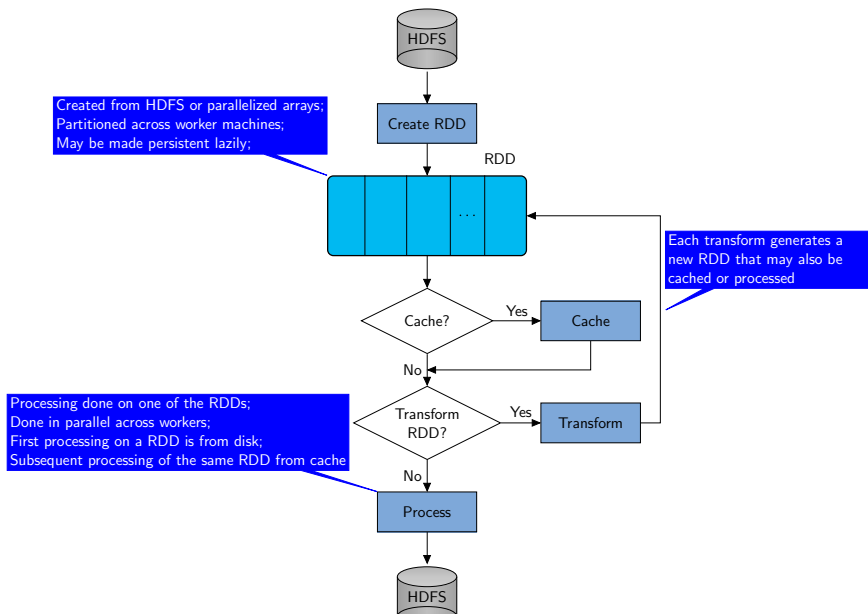 HDFS
Created from HDFS or parallelized arrays;
Partitioned across worker machines;
May be made persistent lazily;
Create RDD
RDD
. . .
Each transform generates a
new RDD that may also be
cached or processed
Cache?
Yes
Cache
No
Processing done on one of the RDDs;
Done in parallel across workers;
First processing on a RDD is from disk;
Subsequent processing of the same RDD from cache
Transform
RDD?
Yes
Transform
No
Process
HDFS